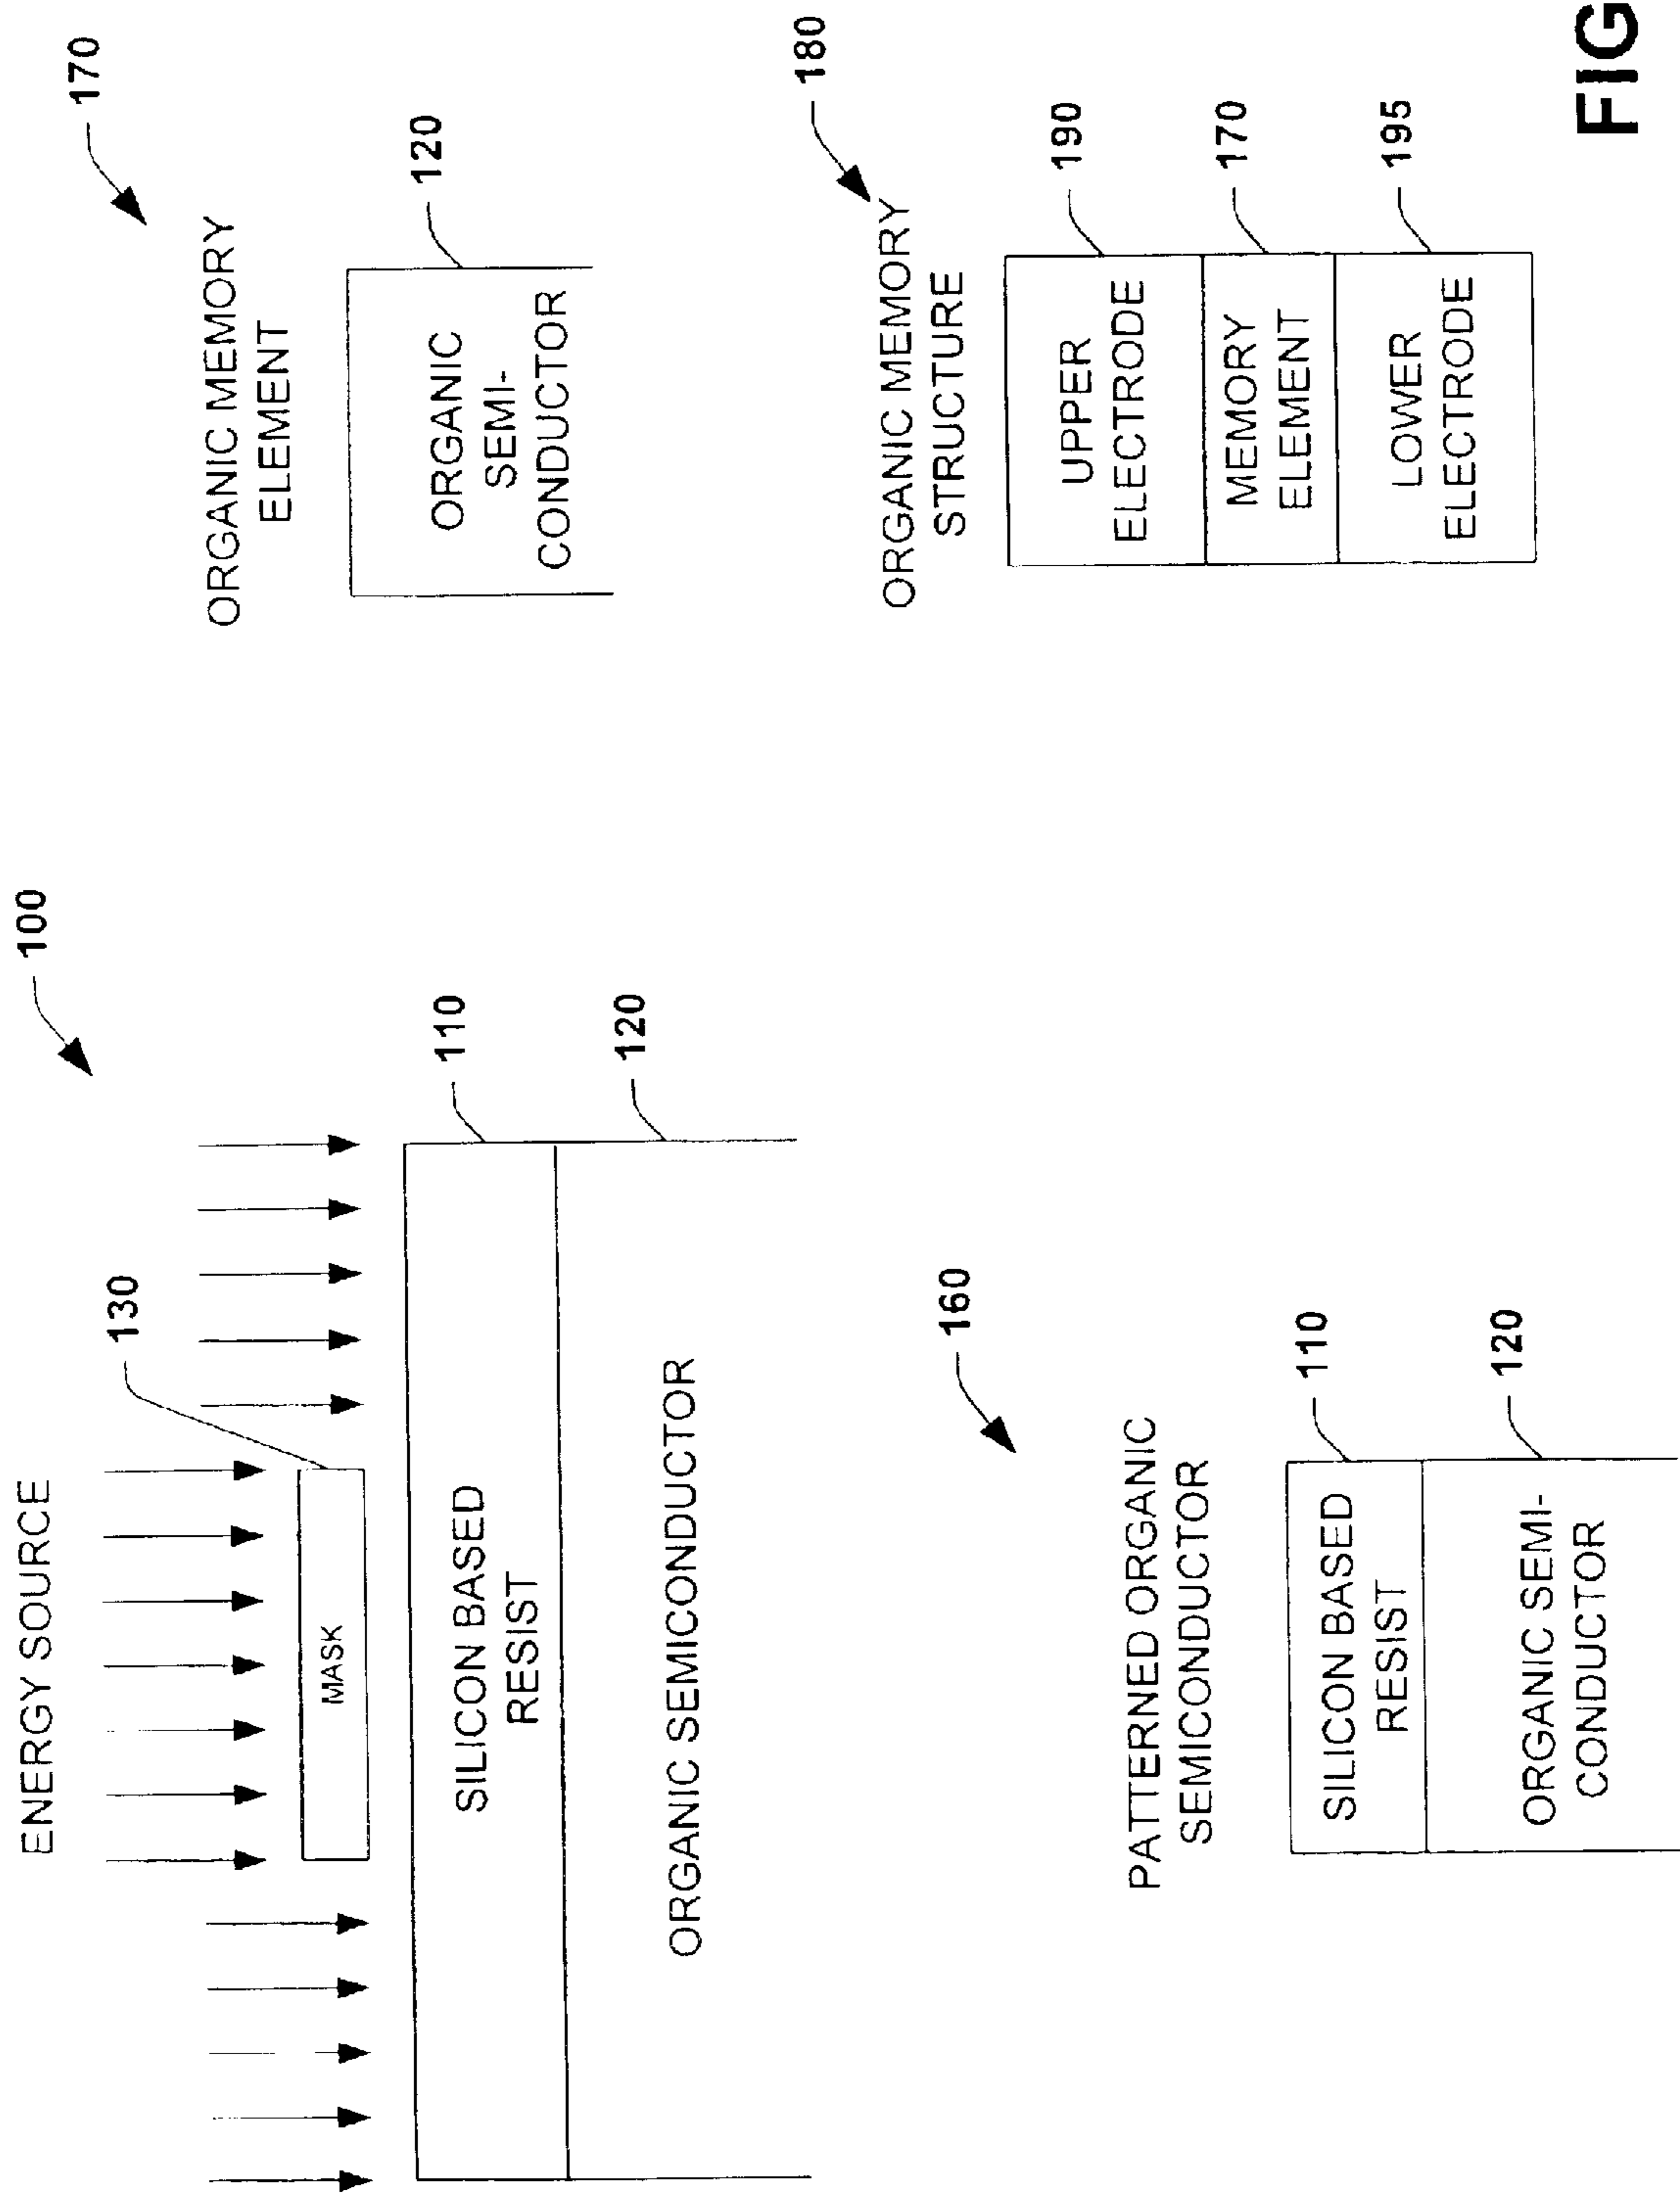 100
ENERGY SOURCE
130
MASK
110
SILICON BASED
RESIST
120
ORGANIC SEMICONDUCTOR
160
PATTERNED ORGANIC
SEMICONDUCTOR
110
SILICON BASED
RESIST
120
ORGANIC SEMI-
CONDUCTOR
170
ORGANIC MEMORY
ELEMENT
120
ORGANIC
SEMI-
CONDUCTOR
180
ORGANIC MEMORY
STRUCTURE
190
UPPER
ELECTRODE
170
MEMORY
ELEMENT
195
LOWER
ELECTRODE
FIG